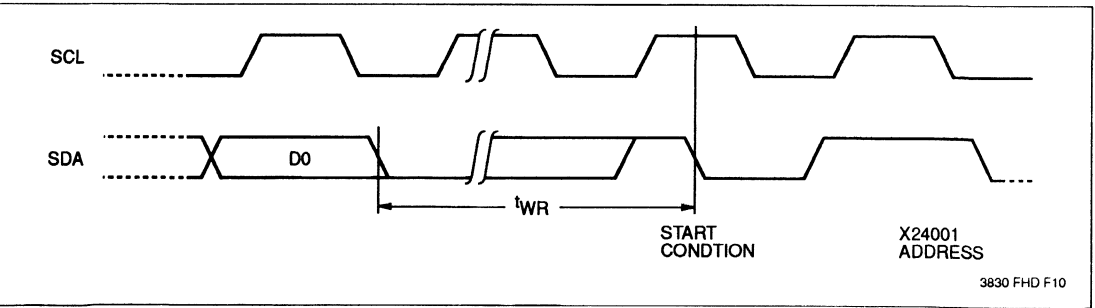 SCL
SDA
D0
tWR
START
CONDTION
X24001
ADDRESS
3830 FHD F10